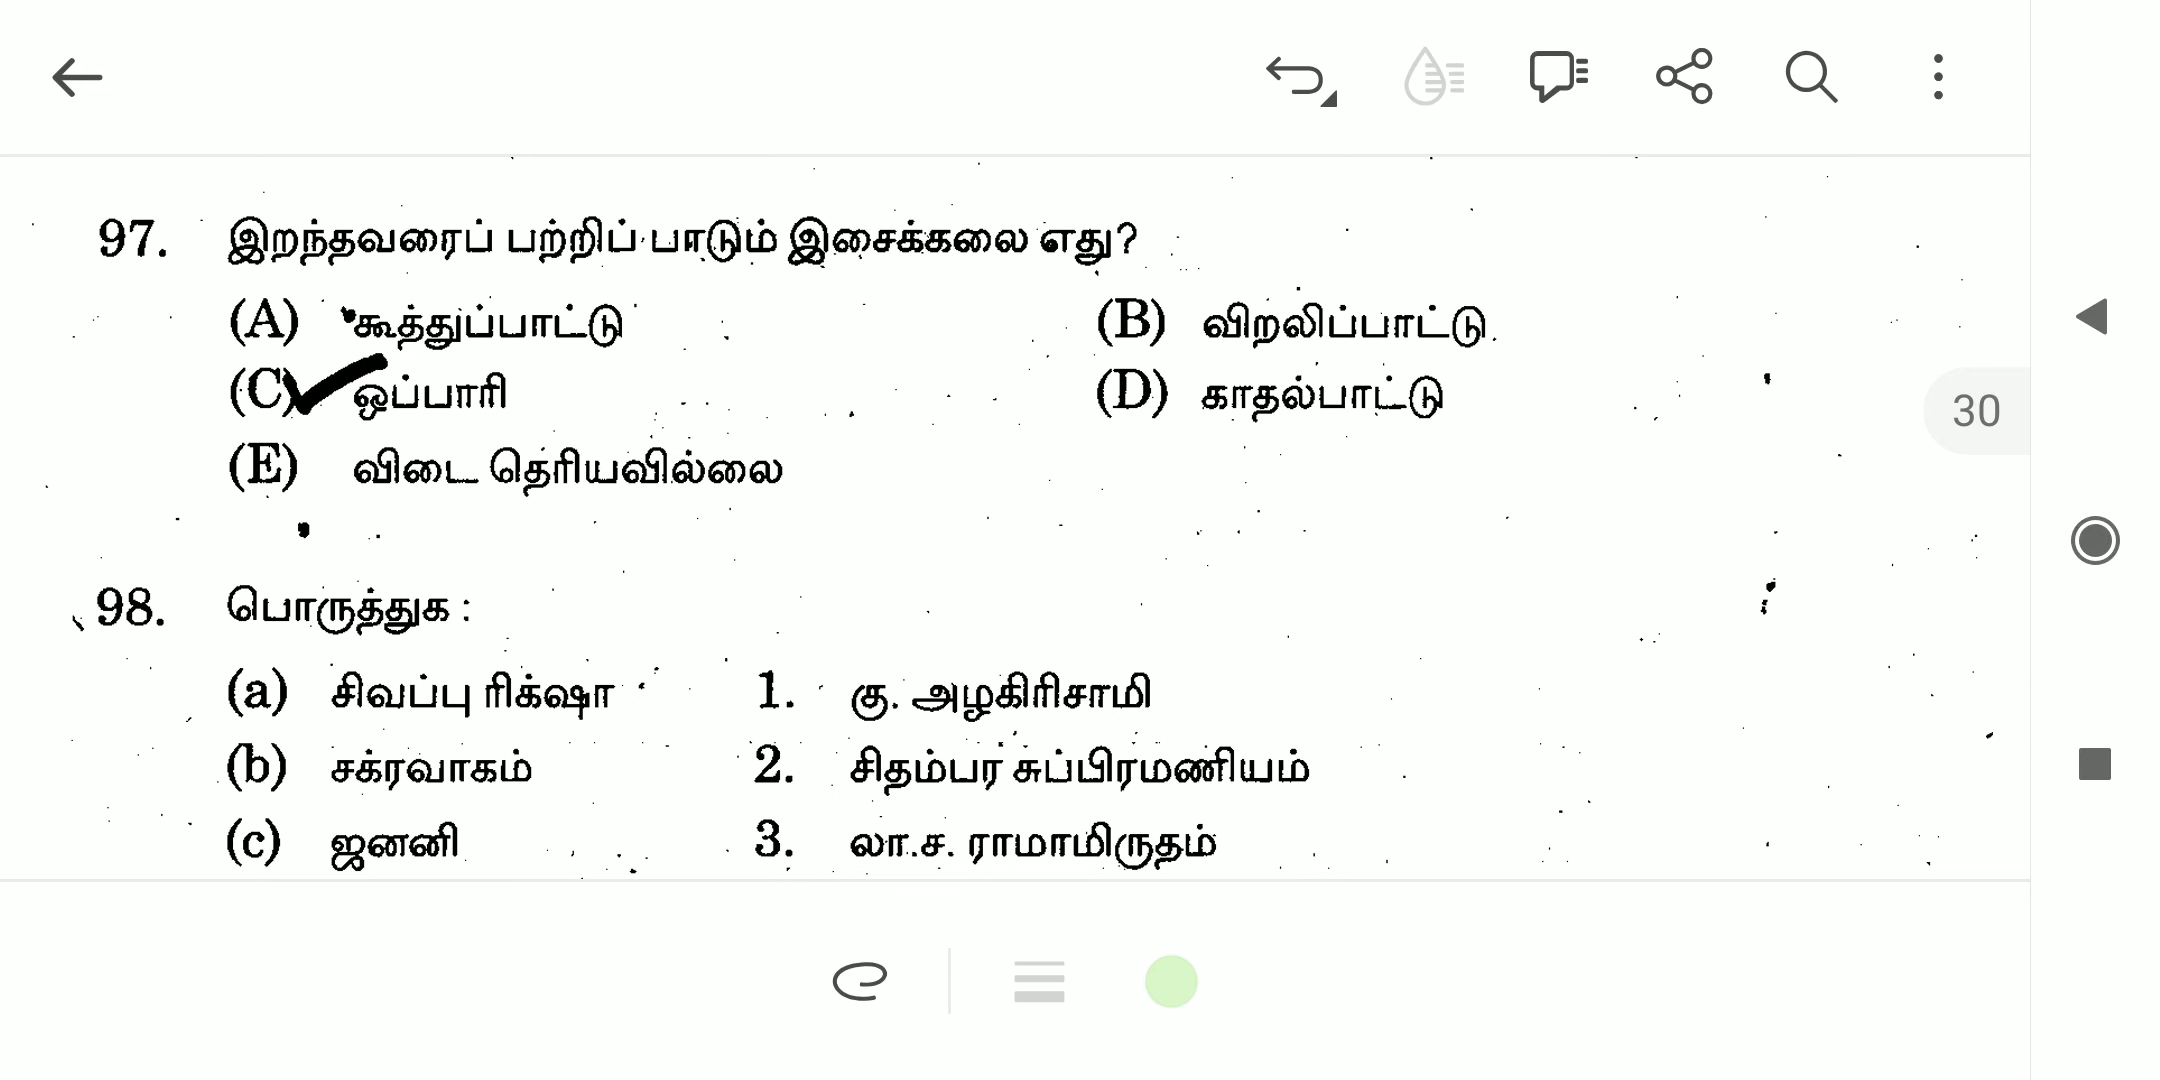 97. இறந்தவரைப் பற்றிப் பாடும் இசைக்கலை எது?
(A) கூத்துப்பாட்டு (B) விறலிப்பாட்டு
(C) ஒப்பாரி (D) காதல்பாட்டு
30
(E) விடை தெரியவில்லை
98. பொருத்துக :
(a) சிவப்பு ரிக்‌ஷா 1. கு. அழகிரிசாமி
(b) சக்ரவாகம் 2. சிதம்பர சுப்பிரமணியம்
(c) ஜனனி 3. லா.ச. ராமாமிருதம்